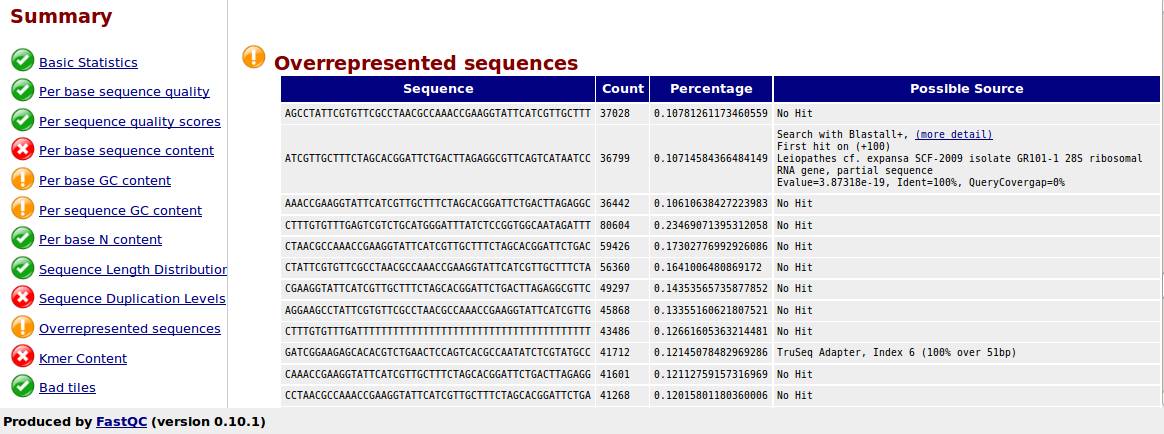 Summary
Basic Statistics
Per base sequence quality
Per sequence quality scores
Per base sequence content
Per base GC content
Per sequence GC content
Per base N content
Sequence Length Distribution
Sequence Duplication Levels
Overrepresented sequences
Kmer Content
Bad tiles
Overrepresented sequences
Sequence Count Percentage Possible Source
AGCCTATTCGTGTTCGCCTAACGCCAAACCGAAGGTATTCATCGTTGCTTT 37028 0.10781261173460559 No Hit
ATCGTTGCTTTCTAGCACGGATTCTGACTTAGAGGCGTTCAGTCATAATCC 36799 0.10714584366484149 Search with Blastall+, (more detail)
First hit on (+100)
Leiopathes cf. expansa SCF-2009 isolate GR101-1 28S ribosomal
RNA gene, partial sequence
Evalue=3.87318e-19, Ident=100%, QueryCovergap=0%
AAACCGAAGGTATTCATCGTTGCTTTCTAGCACGGATTCTGACTTAGAGGC 36442 0.10610638427223983 No Hit
CTTTGTGTTTGAGTCGTCTGCATGGGATTTATCTCCGGTGGCAATAGATTT 80604 0.23469071395312058 No Hit
CTAACGCCAAACCGAAGGTATTCATCGTTGCTTTCTAGCACGGATTCTGAC 59426 0.17302776992926086 No Hit
CTATTCGTGTTCGCCTAACGCCAAACCGAAGGTATTCATCGTTGCTTTCTA 56360 0.1641006480869172 No Hit
CGAAGGTATTCATCGTTGCTTTCTAGCACGGATTCTGACTTAGAGGCGTTC 49297 0.14353565735877852 No Hit
AGGAAGCCTATTCGTGTTCGCCTAACGCCAAACCGAAGGTATTCATCGTTG 45868 0.13355160621807521 No Hit
CTTTGTGTTTGATTTTTTTTTTTTTTTTTTTTTTTTTTTTTTTTTTTTTTT 43486 0.12661605363214481 No Hit
GATCGGAAGAGCACACGTCTGAACTCCAGTCACGCCAATATCTCGTATGCC 41712 0.12145078482969286 TruSeq Adapter, Index 6 (100% over 51bp)
CAAACCGAAGGTATTCATCGTTGCTTTCTAGCACGGATTCTGACTTAGAGG 41601 0.12112759157316969 No Hit
CCTAACGCCAAACCGAAGGTATTCATCGTTGCTTTCTAGCACGGATTCTGA 41268 0.12015801180360006 No Hit
Produced by FastQC (version 0.10.1)